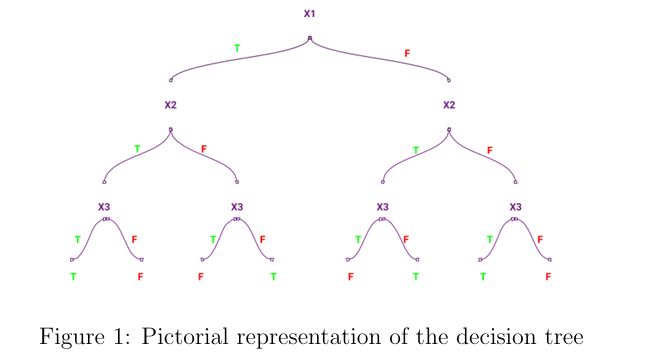 X1
T F
X2 X2
T F T F
X3 X3 X3 X3
T F T F T F T F
T F F T F T T F
Figure 1: Pictorial representation of the decision tree